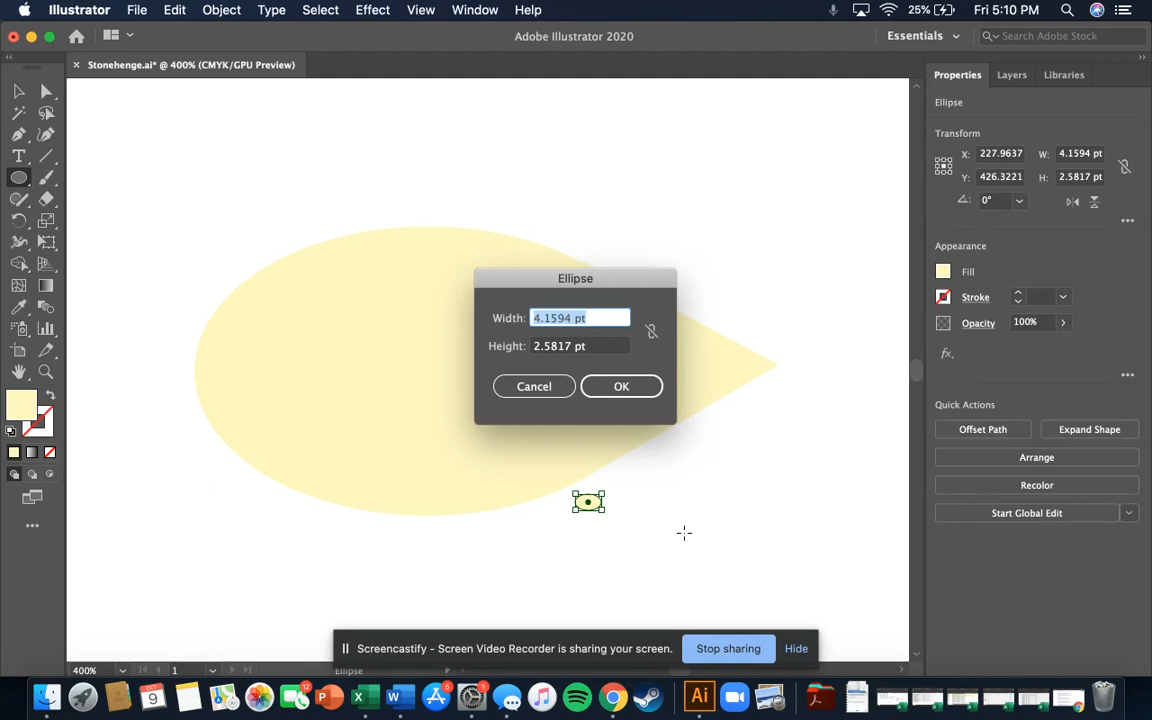 Illustrator File Edit Object Type Select Effect View Window Help 25% Fri 5:10 PM
Adobe Illustrator 2020 Essentials Search Adobe Stock
× Stonehenge.ai* @ 400% (CMYK/GPU Preview)
Properties Layers Libraries
Ellipse
Transform
X: 227.9637 W: 4.1594 pt
Y: 426.3221 H: 2.5817 pt
0°
Appearance
Fill
Stroke
Opacity 100%
fx.
Quick Actions
Offset Path Expand Shape
Arrange
Recolor
Start Global Edit
Ellipse
Width: 4.1594 pt
Height: 2.5817 pt
Cancel OK
Screencastify - Screen Video Recorder is sharing your screen. Stop sharing Hide
400% 1 Ellipse